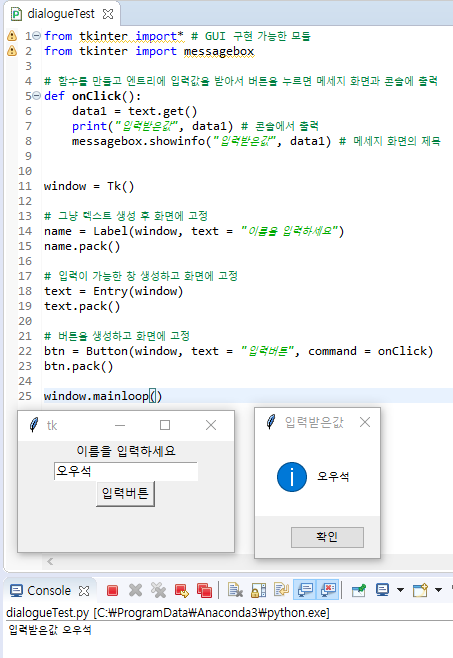 dialogueTest
1 from tkinter import* # GUI 구현 가능한 모듈
2 from tkinter import messagebox
3
4 # 함수를 만들고 엔트리에 입력값을 받아서 버튼을 누르면 메세지 화면과 콘솔에 출력
5 def onClick():
6 data1 = text.get()
7 print("입력받은값", data1) # 콘솔에서 출력
8 messagebox.showinfo("입력받은값", data1) # 메세지 화면의 제목
9
10
11 window = Tk()
12
13 # 그냥 텍스트 생성 후 화면에 고정
14 name = Label(window, text = "이름을 입력하세요")
15 name.pack()
16
17 # 입력이 가능한 창 생성하고 화면에 고정
18 text = Entry(window)
19 text.pack()
20
21 # 버튼을 생성하고 화면에 고정
22 btn = Button(window, text = "입력버튼", command = onClick)
23 btn.pack()
24
25 window.mainloop()
tk
이름을 입력하세요
오우석
입력버튼
입력받은값
오우석
확인
Console
dialogueTest.py [C:₩ProgramData₩Anaconda3₩python.exe]
입력받은값 오우석